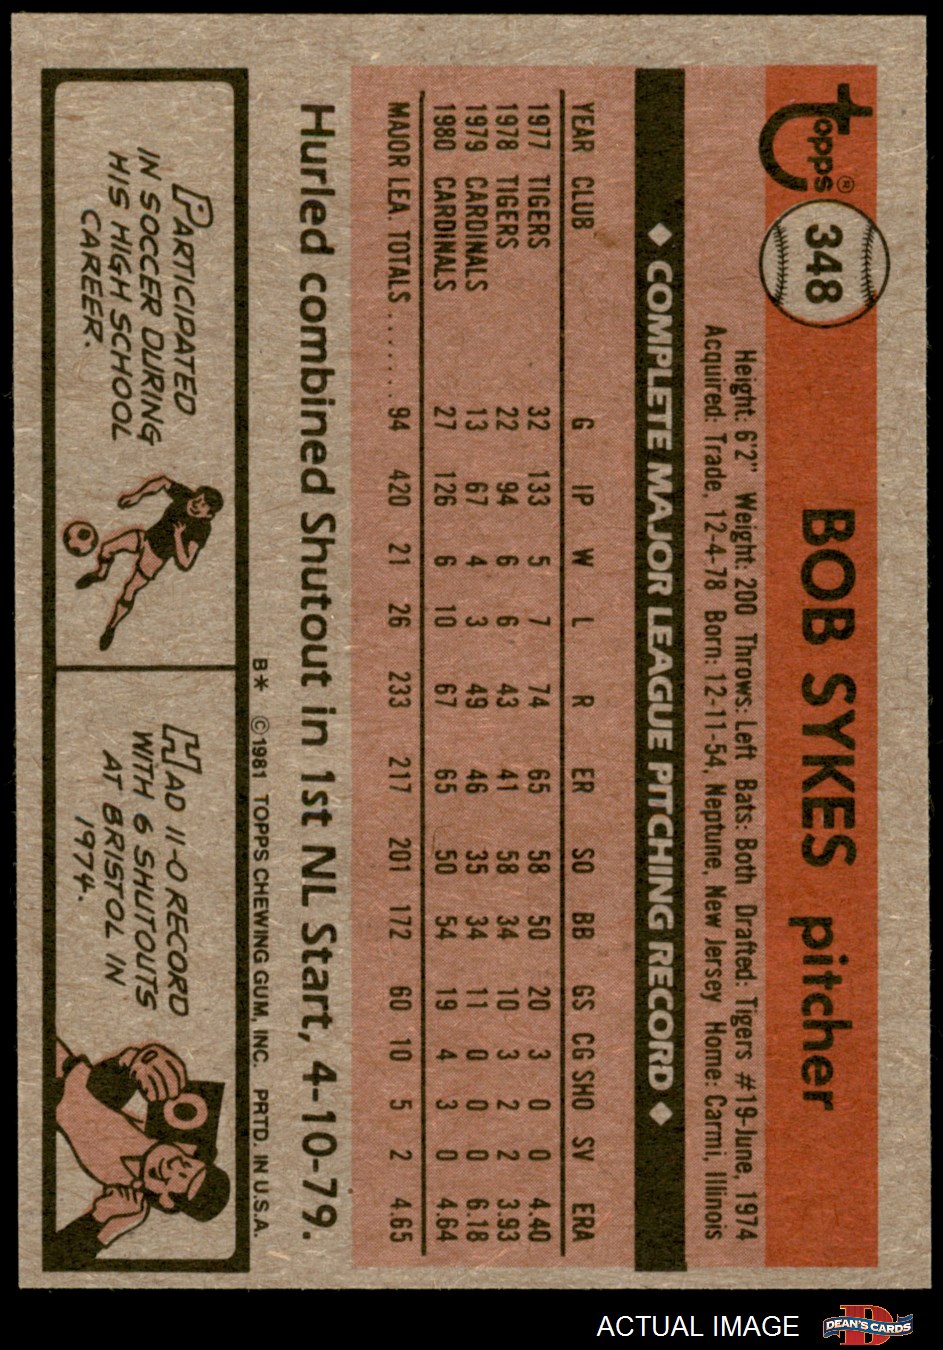 topps®
348
BOB SYKES pitcher
Height: 6'2" Weight: 200 Throws: Left Bats: Both Drafted: Tigers #19-June, 1974
Acquired: Trade, 12-4-78 Born: 12-11-54, Neptune, New Jersey Home: Carmi, Illinois
◆ COMPLETE MAJOR LEAGUE PITCHING RECORD ◆
YEAR CLUB G IP W L R ER SO BB GS CG SHO SV ERA
1977 TIGERS 32 133 5 7 74 65 58 50 20 3 0 0 4.40
1978 TIGERS 22 94 6 6 43 41 58 34 10 3 2 2 3.93
1979 CARDINALS 13 67 4 3 49 46 35 34 11 0 0 0 6.18
1980 CARDINALS 27 126 6 10 67 65 50 54 19 4 3 0 4.64
MAJOR LEA. TOTALS...... 94 420 21 26 233 217 201 172 60 10 5 2 4.65
Hurled combined Shutout in 1st NL Start, 4-10-79.
B* ©1981 TOPPS CHEWING GUM, INC. PRTD. IN U.S.A.
PARTICIPATED
IN SOCCER DURING
HIS HIGH SCHOOL
CAREER.
HAD 11-0 RECORD
WITH 6 SHUTOUTS
AT BRISTOL IN
1974.
0
ACTUAL IMAGE
DEAN'S CARDS